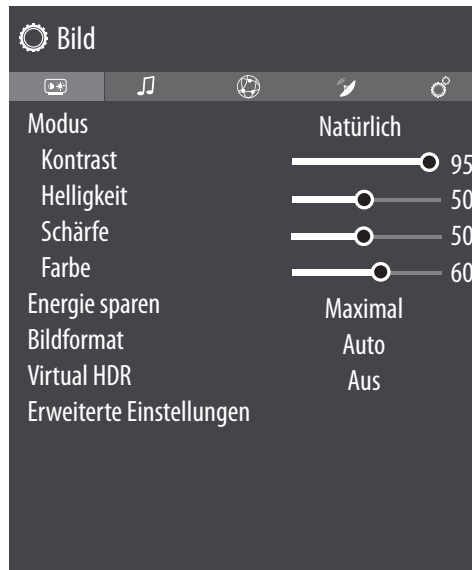 Bild
Modus Natürlich
Kontrast 95
Helligkeit 50
Schärfe 50
Farbe 60
Energie sparen Maximal
Bildformat Auto
Virtual HDR Aus
Erweiterte Einstellungen